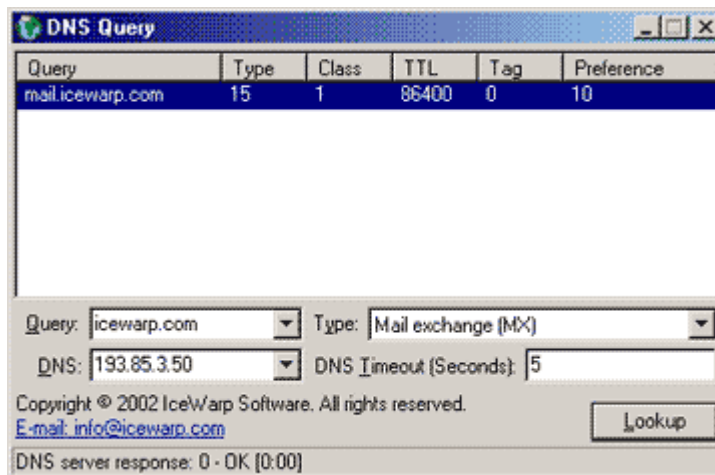 DNS Query
Query Type Class TTL Tag Preference
mail.icewarp.com 15 1 86400 0 10
Query: icewarp.com Type: Mail exchange (MX)
DNS: 193.85.3.50 DNS Timeout (Seconds): 5
Copyright © 2002 IceWarp Software. All rights reserved.
E-mail: info@icewarp.com
Lookup
DNS server response: 0 - OK [0:00]